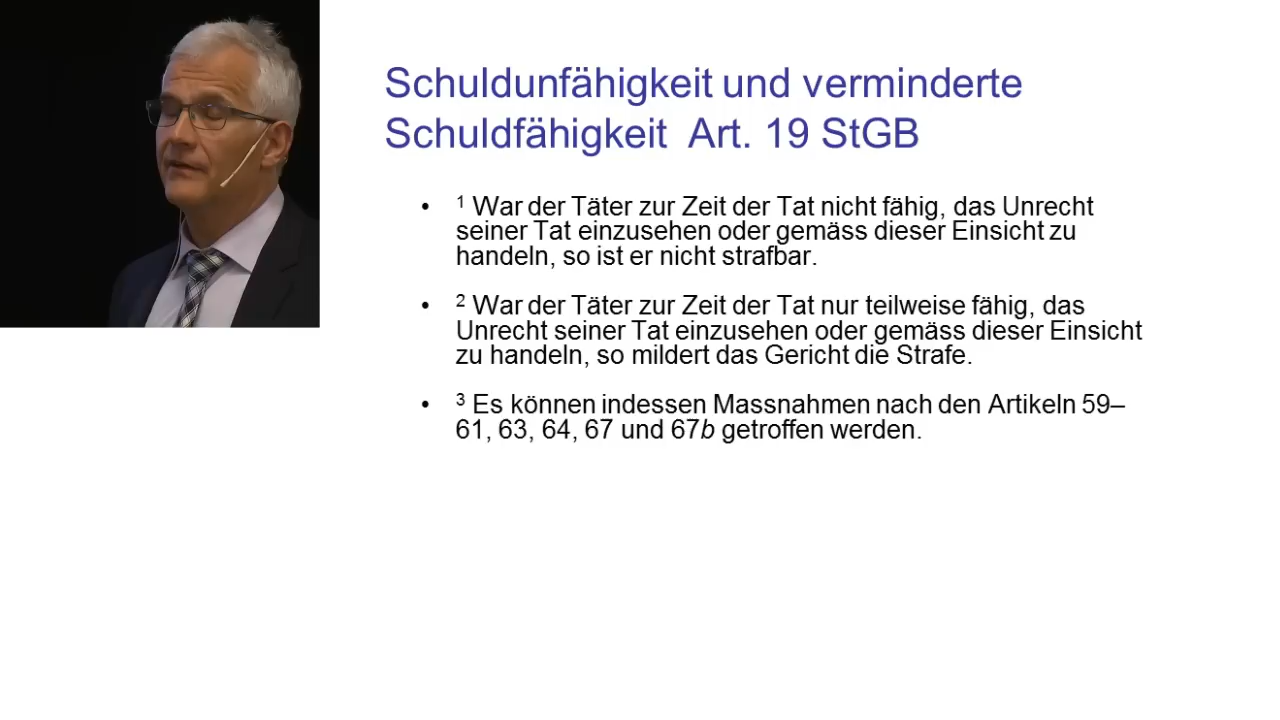 Schuldunfähigkeit und verminderte
Schuldfähigkeit Art. 19 StGB
• ¹ War der Täter zur Zeit der Tat nicht fähig, das Unrecht
seiner Tat einzusehen oder gemäss dieser Einsicht zu
handeln, so ist er nicht strafbar.
• ² War der Täter zur Zeit der Tat nur teilweise fähig, das
Unrecht seiner Tat einzusehen oder gemäss dieser Einsicht
zu handeln, so mildert das Gericht die Strafe.
• ³ Es können indessen Massnahmen nach den Artikeln 59–
61, 63, 64, 67 und 67b getroffen werden.